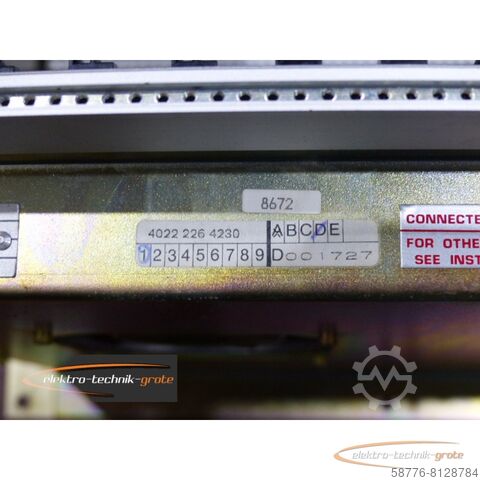 8672
4022 226 4230
ABCDE
123456789
D001727
CONNECTE
FOR OTHE
SEE INST
elektro-technik-grote
elektro-technik-grote
58776-8128784